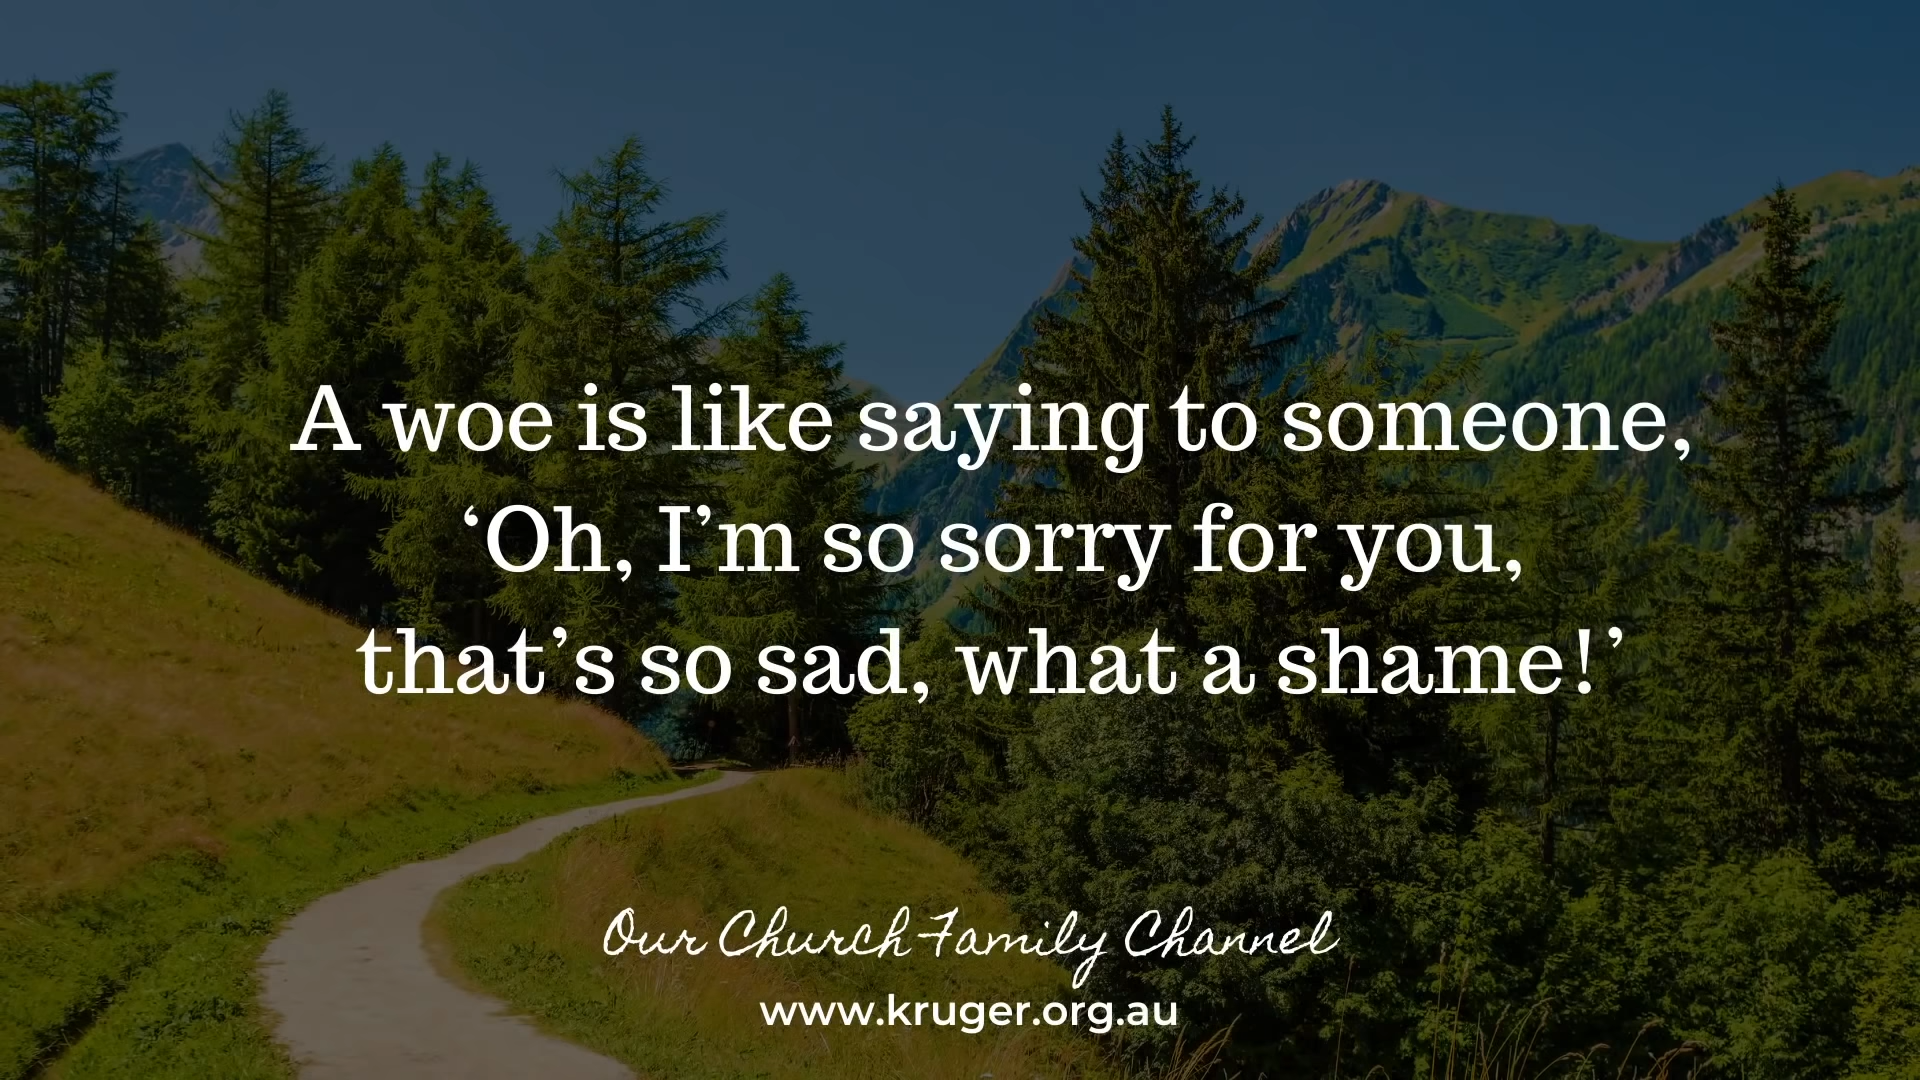 A woe is like saying to someone,
‘Oh, I’m so sorry for you,
that’s so sad, what a shame!’
Our Church Family Channel
www.kruger.org.au